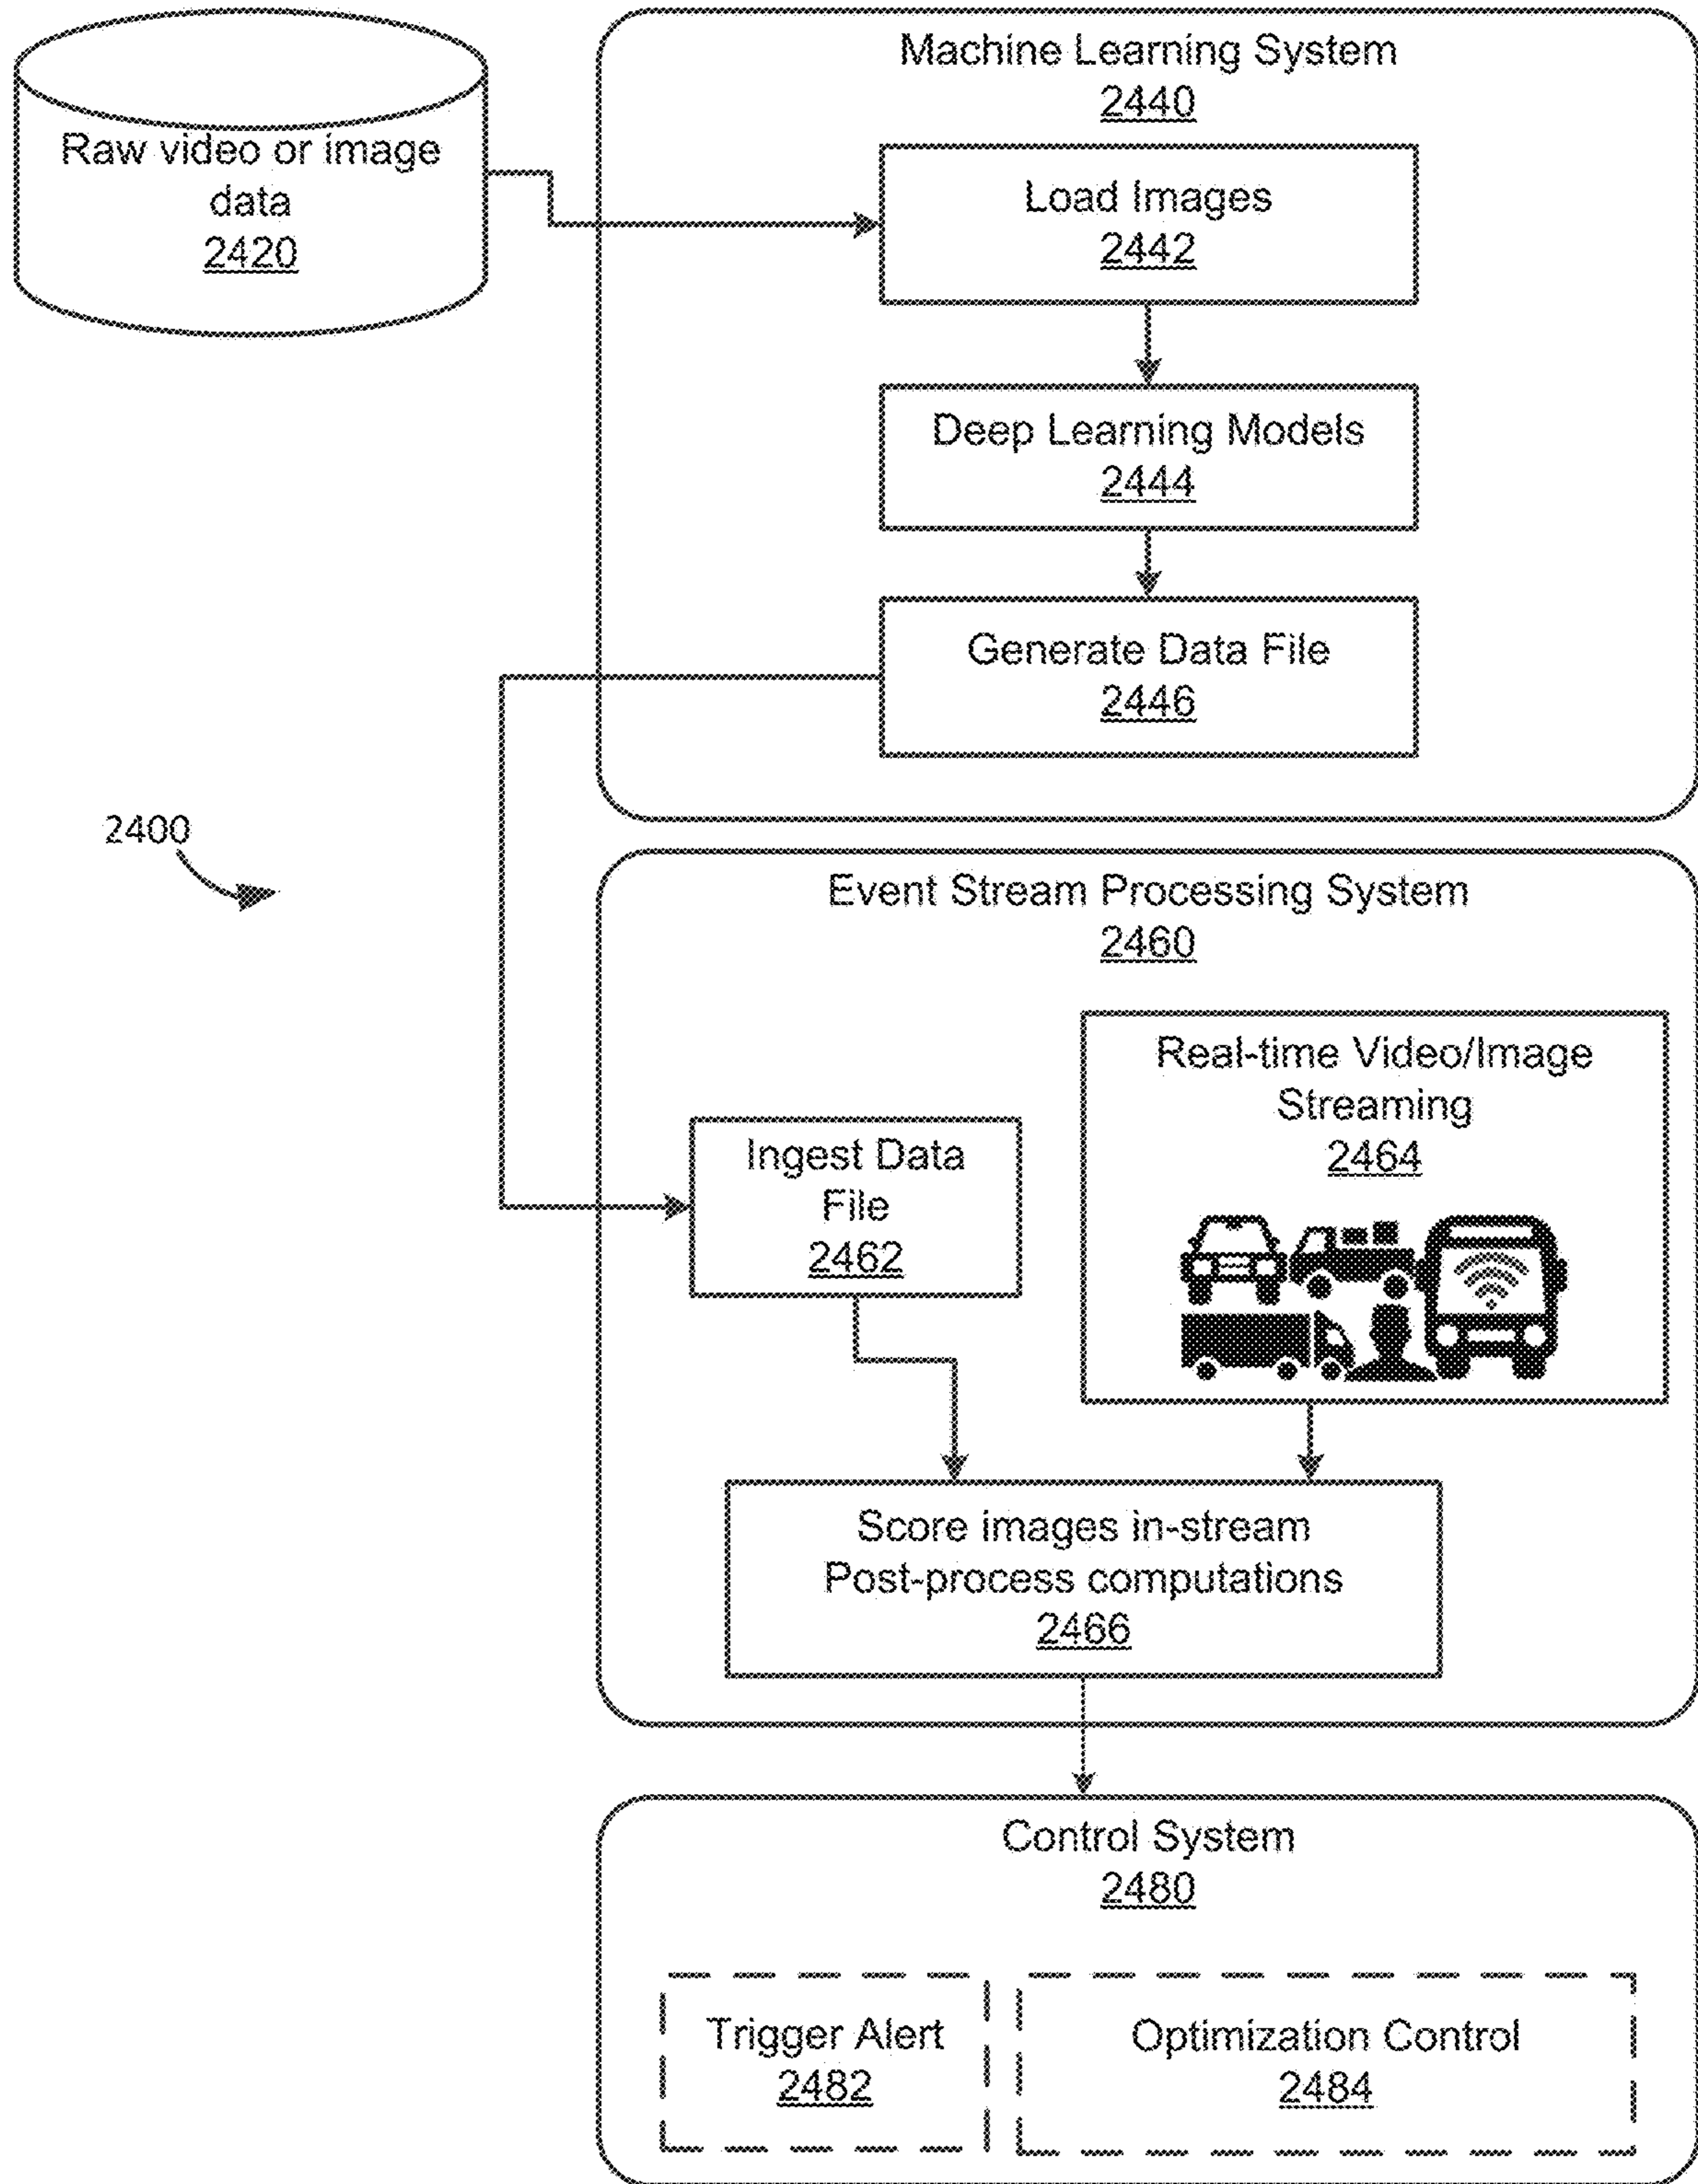 Raw video or image
data
2420
Machine Learning System
2440
Load Images
2442
Deep Learning Models
2444
Generate Data File
2446
2400
Event Stream Processing System
2460
Real-time Video/Image
Streaming
2464
Ingest Data
File
2462
Score images in-stream
Post-process computations
2466
Control System
2480
Trigger Alert
2482
Optimization Control
2484